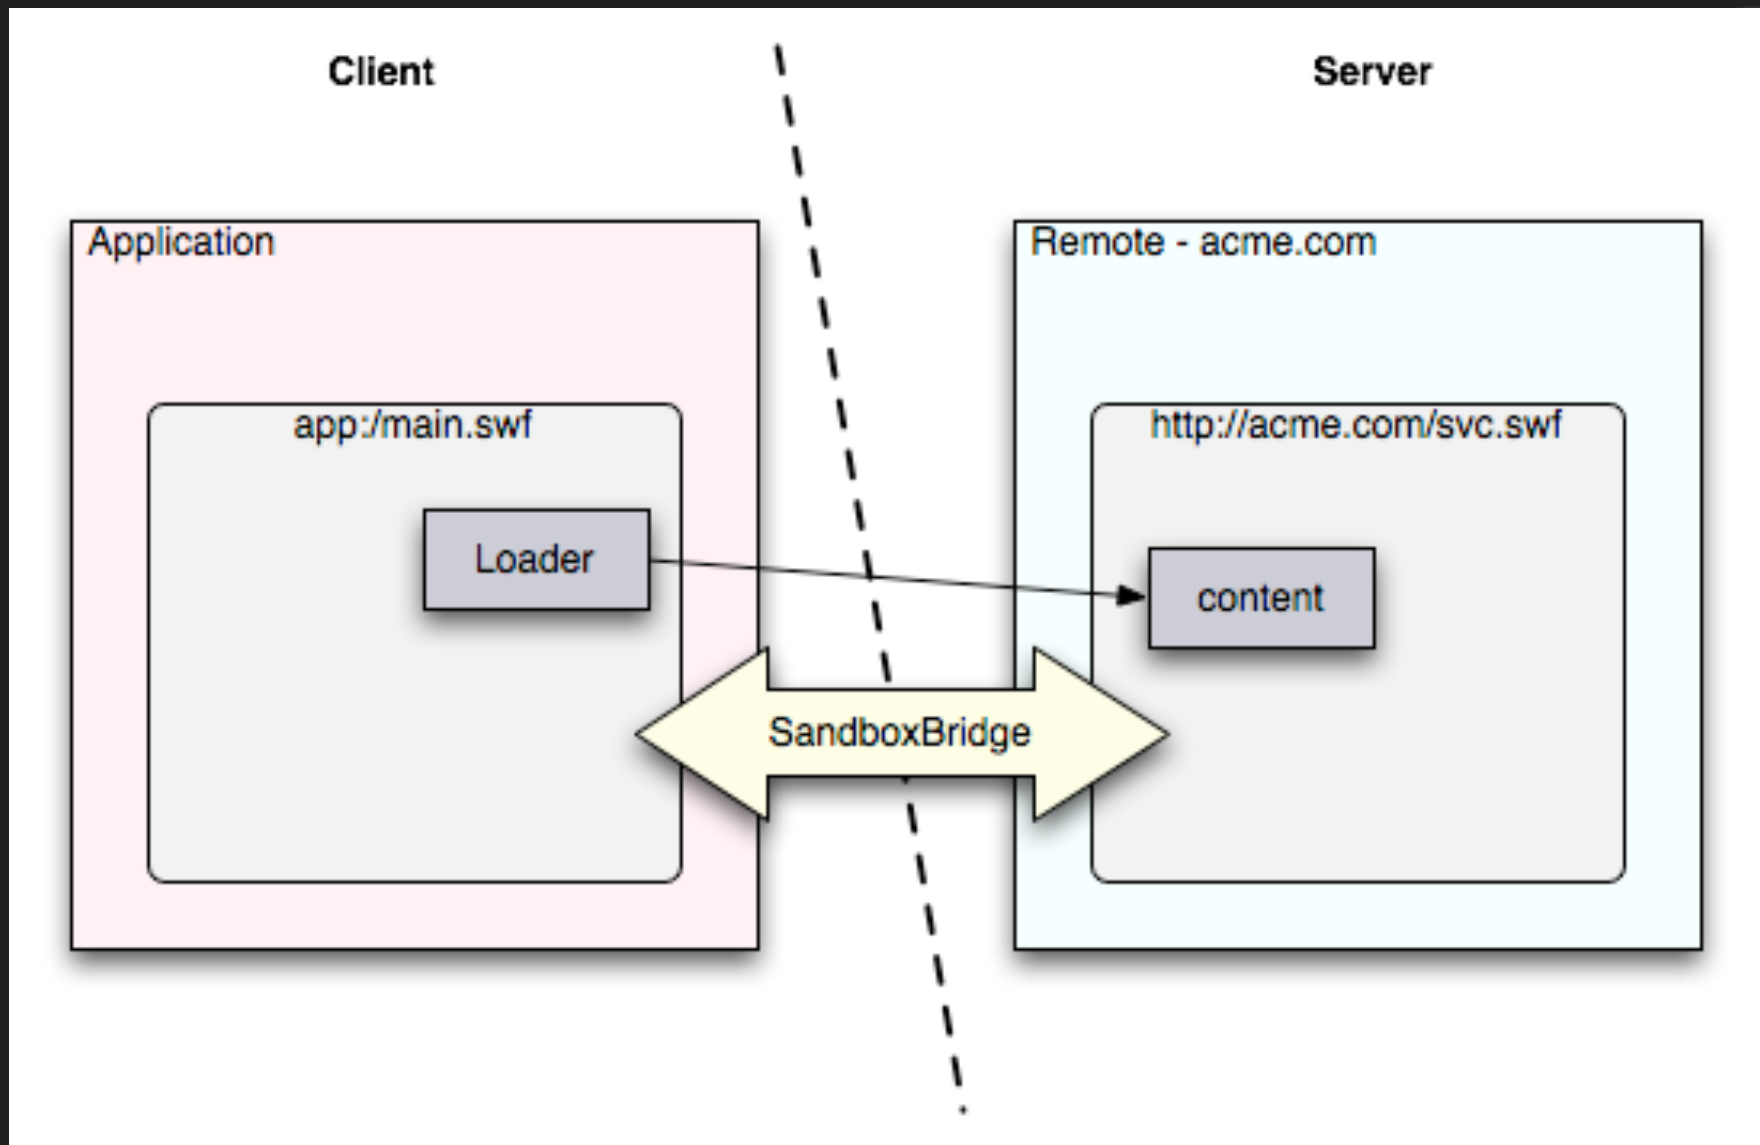 Client
Server
Application
Remote - acme.com
app:/main.swf
http://acme.com/svc.swf
Loader
content
SandboxBridge